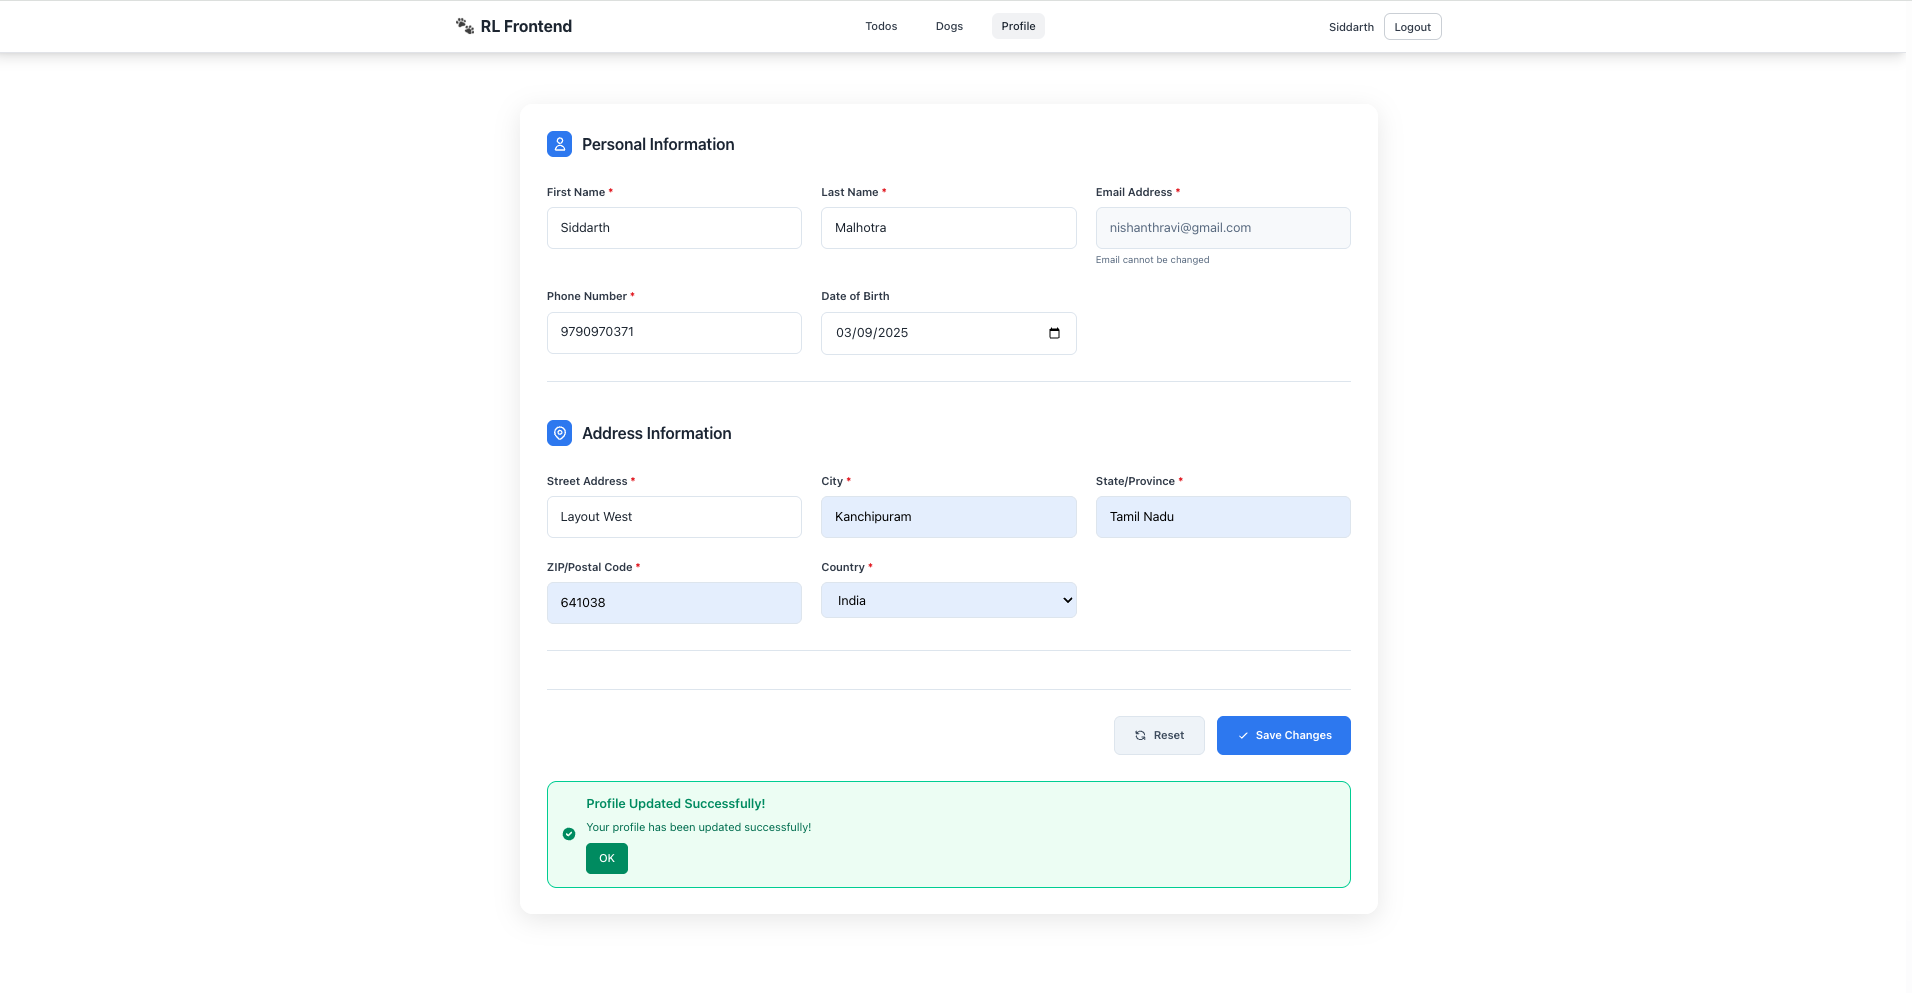 RL Frontend
Todos
Dogs
Profile
Siddarth
Logout
Personal Information
First Name *
Last Name *
Email Address *
Siddarth
Malhotra
nishanthravi@gmail.com
Email cannot be changed
Phone Number *
Date of Birth
9790970371
03/09/2025
Address Information
Street Address *
City *
State/Province *
Layout West
Kanchipuram
Tamil Nadu
ZIP/Postal Code *
Country *
641038
India
Reset
Save Changes
Profile Updated Successfully!
Your profile has been updated successfully!
OK